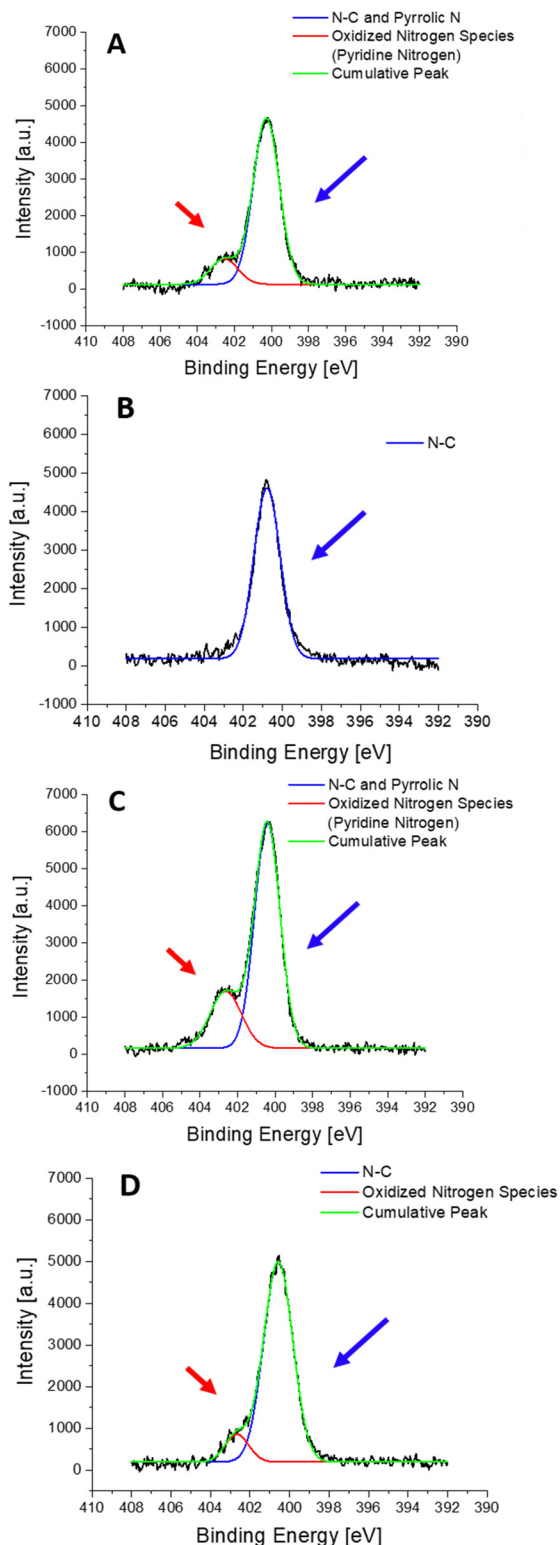 A
N-C and Pyrrolic N
Oxidized Nitrogen Species
(Pyridine Nitrogen)
Cumulative Peak
7000
6000
5000
4000
3000
2000
1000
0
-1000
Intensity [a.u.]
410 408 406 404 402 400 398 396 394 392 390
Binding Energy [eV]
B
N-C
7000
6000
5000
4000
3000
2000
1000
0
-1000
Intensity [a.u.]
410 408 406 404 402 400 398 396 394 392 390
Binding Energy [eV]
C
N-C and Pyrrolic N
Oxidized Nitrogen Species
(Pyridine Nitrogen)
Cumulative Peak
7000
6000
5000
4000
3000
2000
1000
0
-1000
Intensity [a.u.]
410 408 406 404 402 400 398 396 394 392 390
Binding Energy [eV]
D
N-C
Oxidized Nitrogen Species
Cumulative Peak
7000
6000
5000
4000
3000
2000
1000
0
Intensity [a.u.]
410 408 406 404 402 400 398 396 394 392 390
Binding Energy [eV]